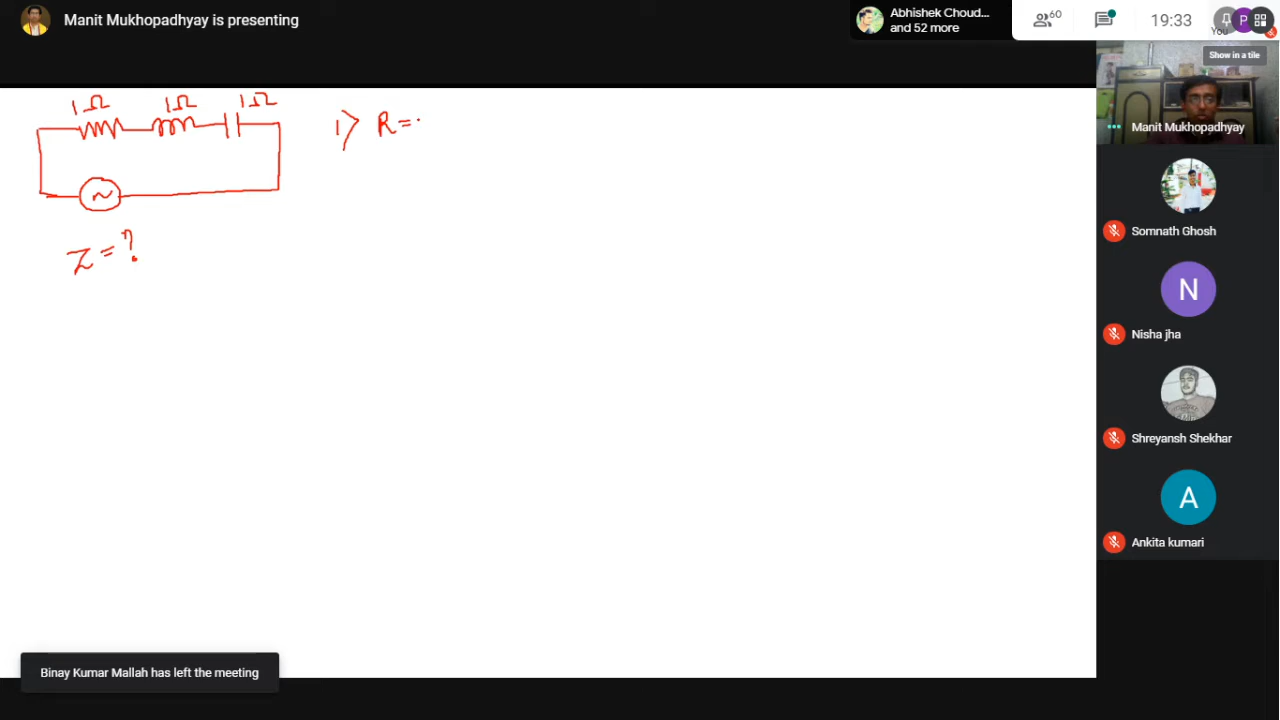 Manit Mukhopadhyay is presenting
Abhishek Choud...
and 52 more
60
19:33
P
You
Show in a tile
Manit Mukhopadhyay
Somnath Ghosh
N
Nisha jha
Shreyansh Shekhar
A
Ankita kumari
1Ω 1Ω 1Ω
1> R=
Z=?
Binay Kumar Mallah has left the meeting